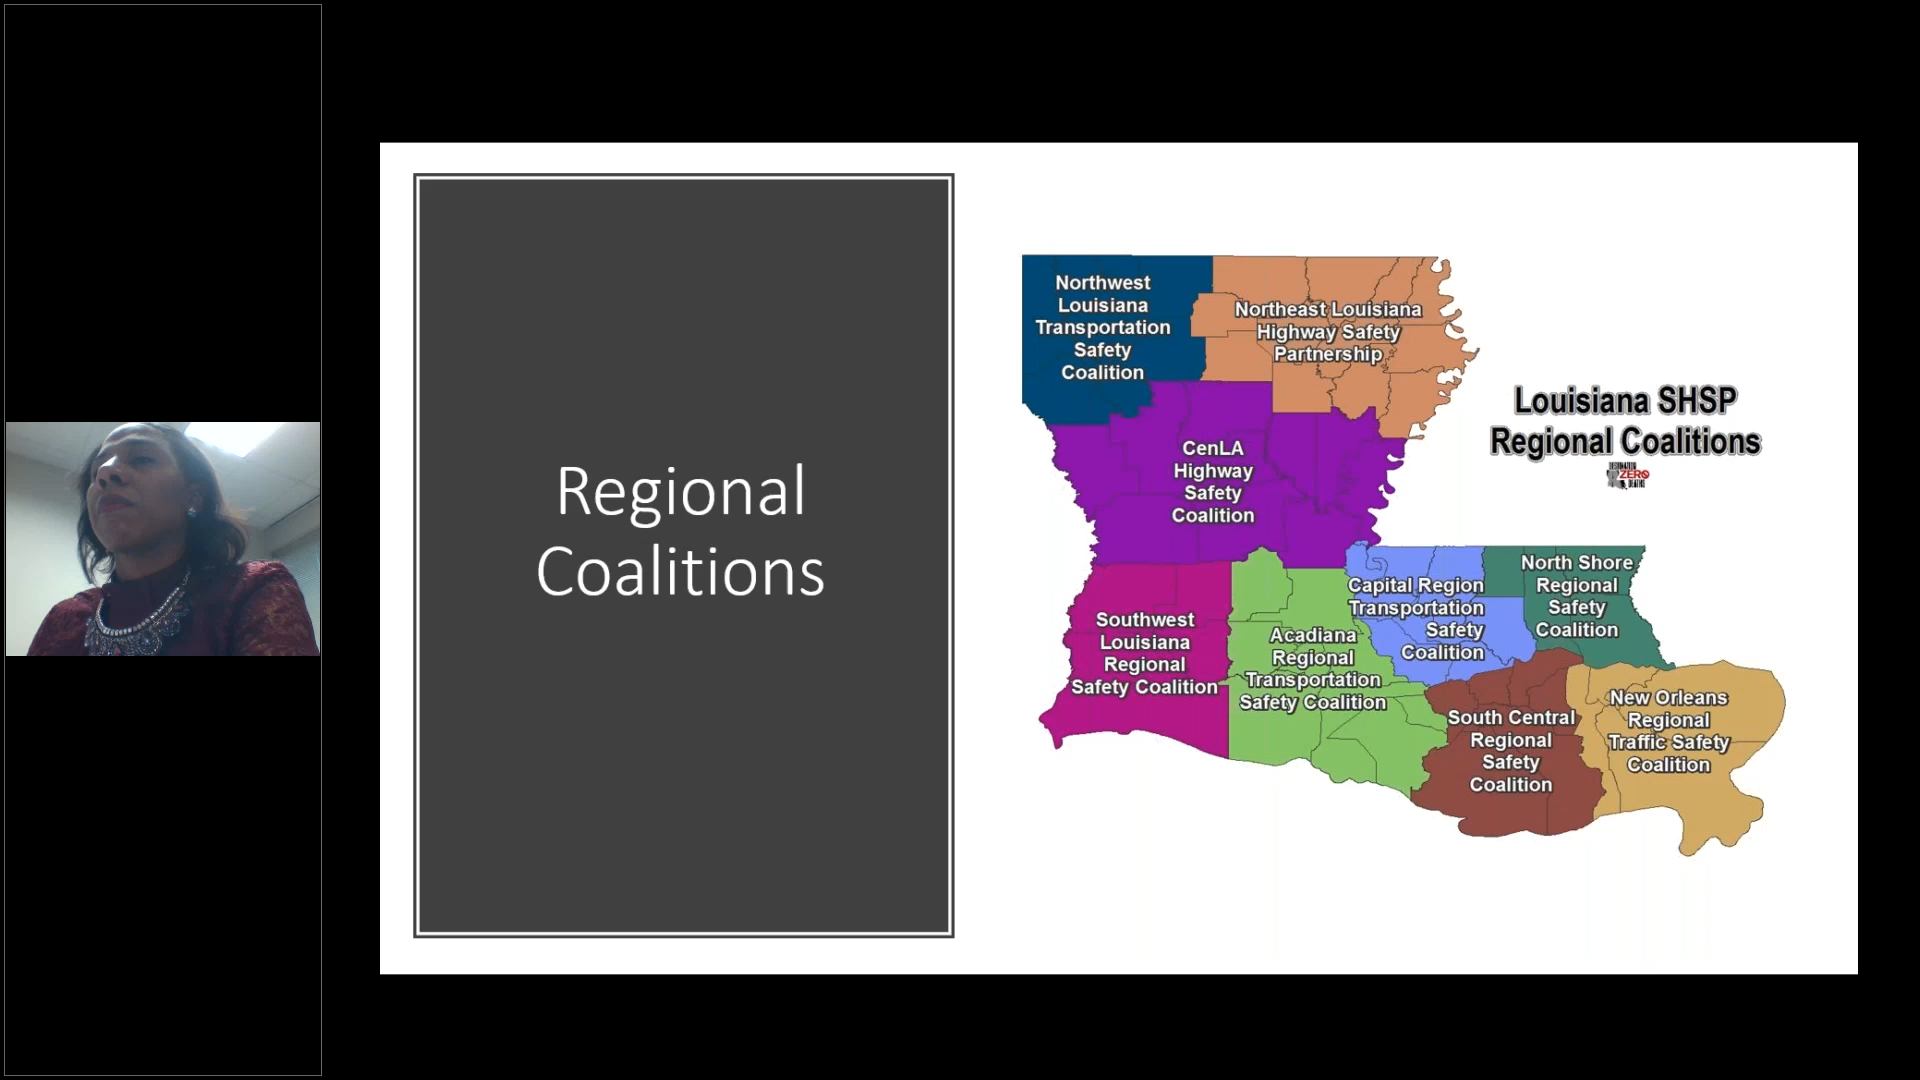 Regional
Coalitions
Northwest
Louisiana
Transportation
Safety
Coalition
Northeast Louisiana
Highway Safety
Partnership
Louisiana SHSP
Regional Coalitions
DESTINATION
ZERO
DEATHS
CenLA
Highway
Safety
Coalition
Southwest
Louisiana
Regional
Safety Coalition
Acadiana
Regional
Transportation
Safety Coalition
Capital Region
Transportation
Safety
Coalition
North Shore
Regional
Safety
Coalition
South Central
Regional
Safety
Coalition
New Orleans
Regional
Traffic Safety
Coalition